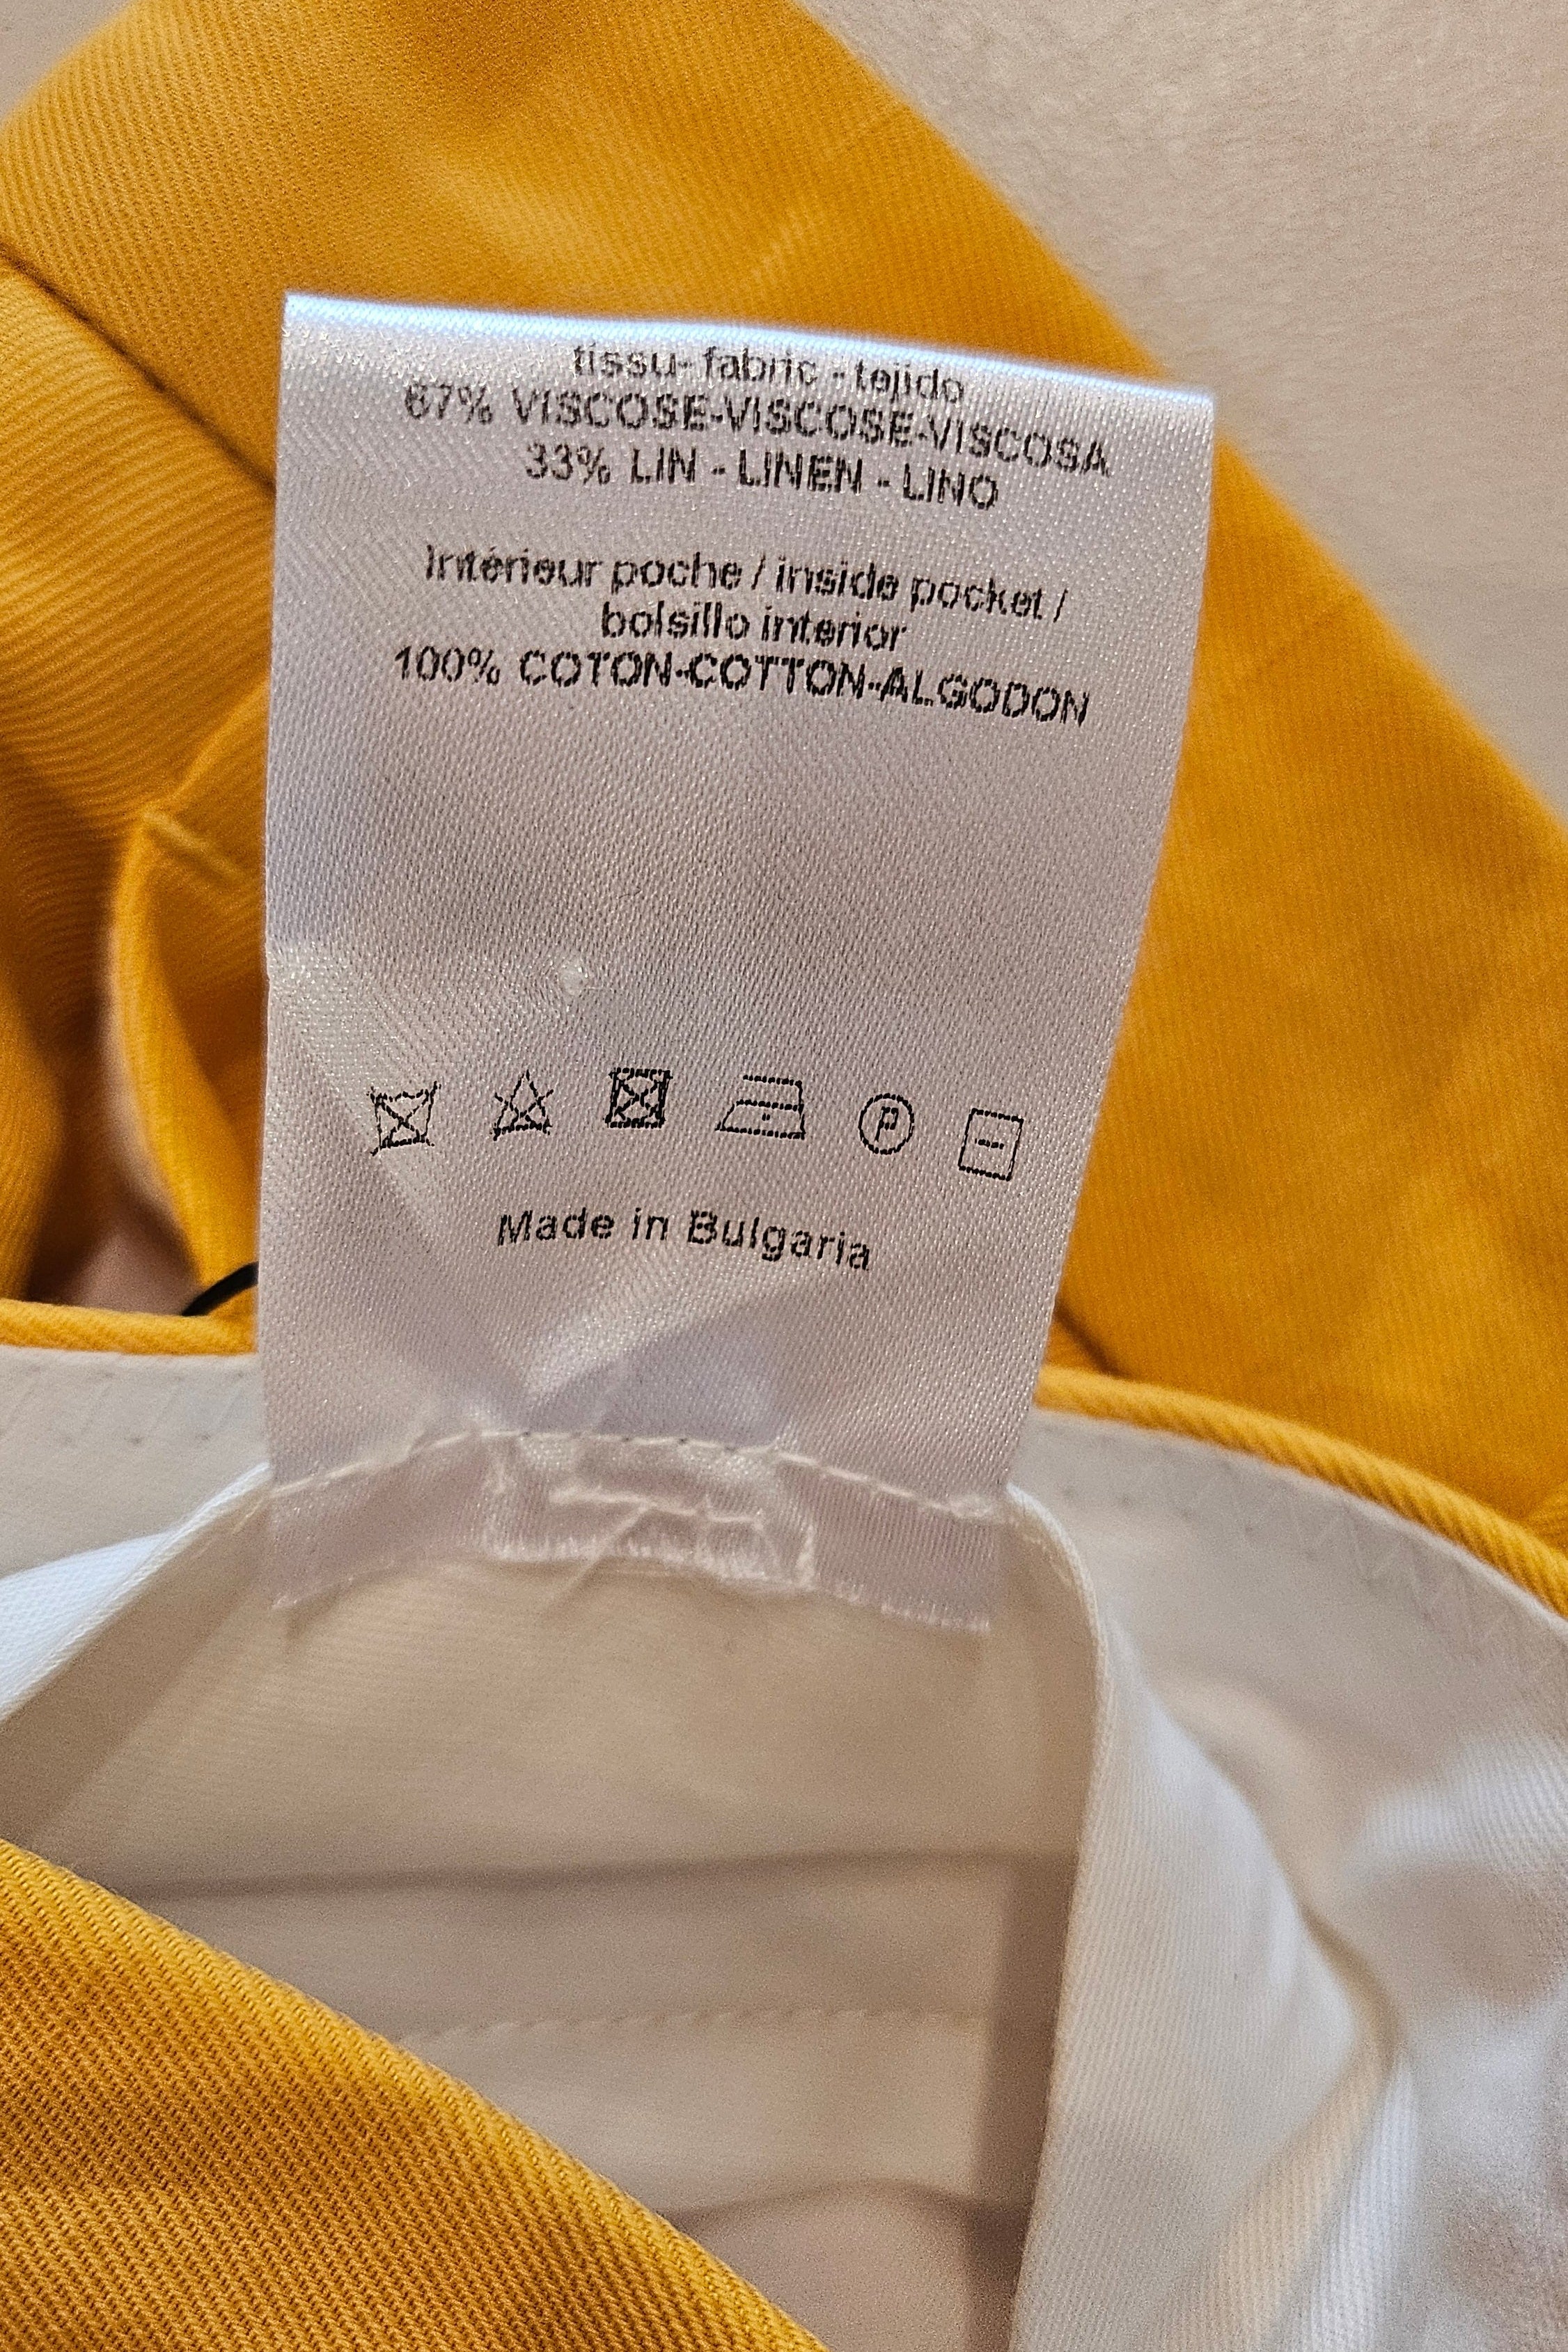 tissu- fabric - tejido
67% VISCOSE-VISCOSE-VISCOSA
33% LIN - LINEN - LINO
Intérieur poche / inside pocket /
bolsillo interior
100% COTON-COTTON-ALGODON
P
Made in Bulgaria